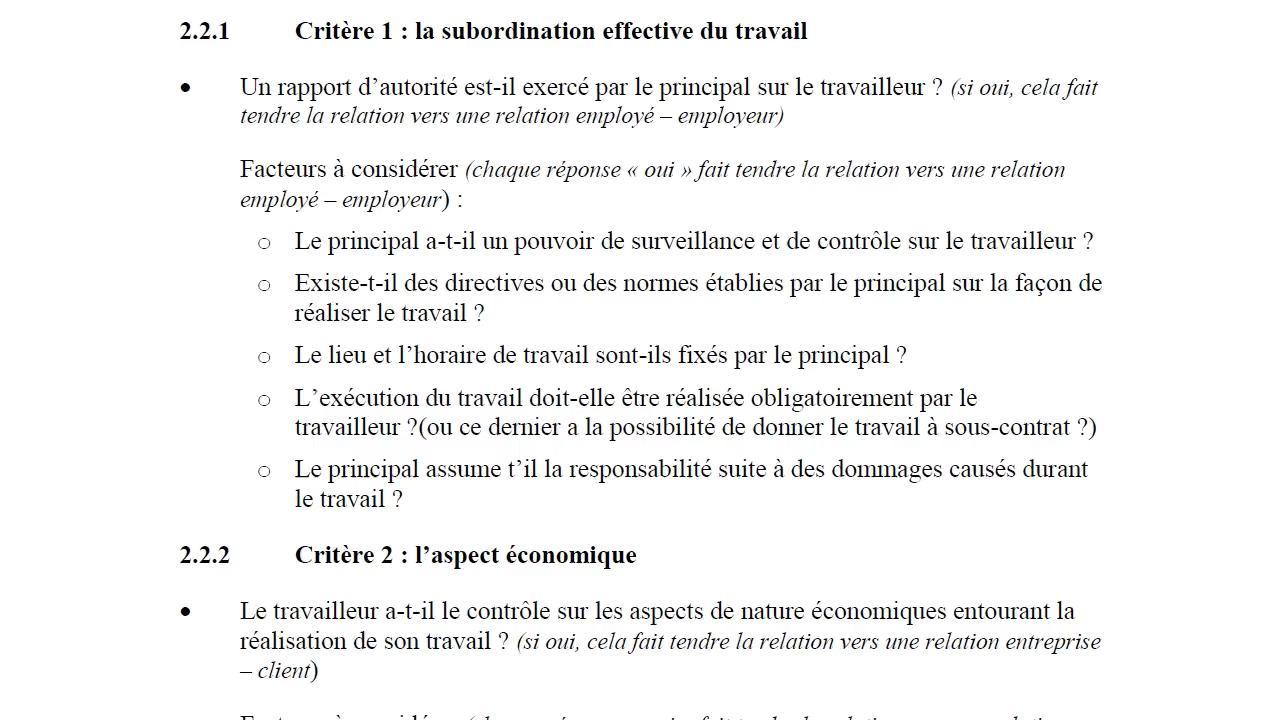 2.2.1 Critère 1 : la subordination effective du travail
• Un rapport d’autorité est-il exercé par le principal sur le travailleur ? (si oui, cela fait
tendre la relation vers une relation employé – employeur)
Facteurs à considérer (chaque réponse « oui » fait tendre la relation vers une relation
employé – employeur) :
○ Le principal a-t-il un pouvoir de surveillance et de contrôle sur le travailleur ?
○ Existe-t-il des directives ou des normes établies par le principal sur la façon de
réaliser le travail ?
○ Le lieu et l’horaire de travail sont-ils fixés par le principal ?
○ L’exécution du travail doit-elle être réalisée obligatoirement par le
travailleur ?(ou ce dernier a la possibilité de donner le travail à sous-contrat ?)
○ Le principal assume t’il la responsabilité suite à des dommages causés durant
le travail ?
2.2.2 Critère 2 : l’aspect économique
• Le travailleur a-t-il le contrôle sur les aspects de nature économiques entourant la
réalisation de son travail ? (si oui, cela fait tendre la relation vers une relation entreprise
– client)